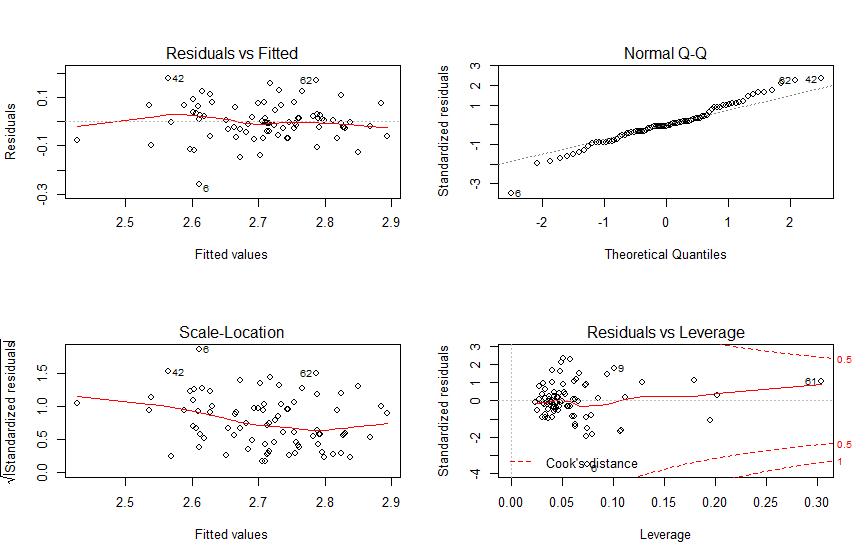 Residuals vs Fitted
Residuals
0.1
-0.1
-0.3
42
62
6
2.5 2.6 2.7 2.8 2.9
Fitted values
Normal Q-Q
Standardized residuals
3
2
1
-1
-3
62 42
6
-2 -1 0 1 2
Theoretical Quantiles
Scale-Location
√|Standardized residuals|
1.5
1.0
0.5
0.0
6
42
62
2.5 2.6 2.7 2.8 2.9
Fitted values
Residuals vs Leverage
Standardized residuals
3
2
0
-2
-4
9
61
6
0.5
0.5
1
Cook's distance
0.00 0.05 0.10 0.15 0.20 0.25 0.30
Leverage